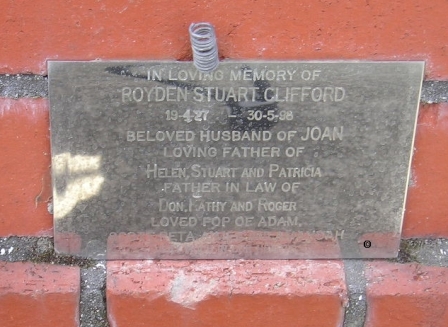 IN LOVING MEMORY OF
ROYDEN STUART CLIFFORD
19-4-27 - 30-5-98
BELOVED HUSBAND OF JOAN
LOVING FATHER OF
HELEN, STUART AND PATRICIA
FATHER IN LAW OF
DON, KATHY AND ROGER
LOVED POP OF ADAM,